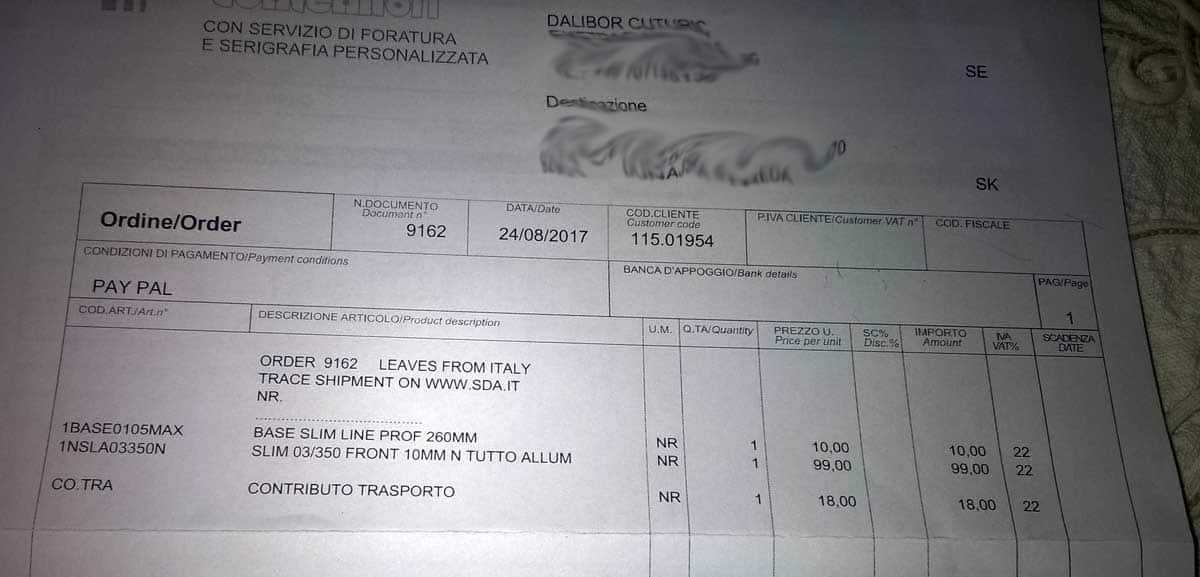 CON SERVIZIO DI FORATURA
E SERIGRAFIA PERSONALIZZATA
DALIBOR CUTURIC
SE
Destinazione
SK
Ordine/Order
N.DOCUMENTO
Document n°
9162
DATA/Date
24/08/2017
COD.CLIENTE
Customer code
115.01954
P.IVA CLIENTE/Customer VAT n°
COD. FISCALE
CONDIZIONI DI PAGAMENTO/Payment conditions
PAY PAL
BANCA D'APPOGGIO/Bank details
PAG/Page
1
COD.ART./Art.n° DESCRIZIONE ARTICOLO/Product description U.M. Q.TA/Quantity PREZZO U. SC% IMPORTO IVA SCADENZA
Price per unit Disc.% Amount VAT% DATE
ORDER 9162 LEAVES FROM ITALY
TRACE SHIPMENT ON WWW.SDA.IT
NR.
1BASE0105MAX BASE SLIM LINE PROF 260MM NR 1 10,00 10,00 22
1NSLA03350N SLIM 03/350 FRONT 10MM N TUTTO ALLUM NR 1 99,00 99,00 22
CO.TRA CONTRIBUTO TRASPORTO NR 1 18,00 18,00 22